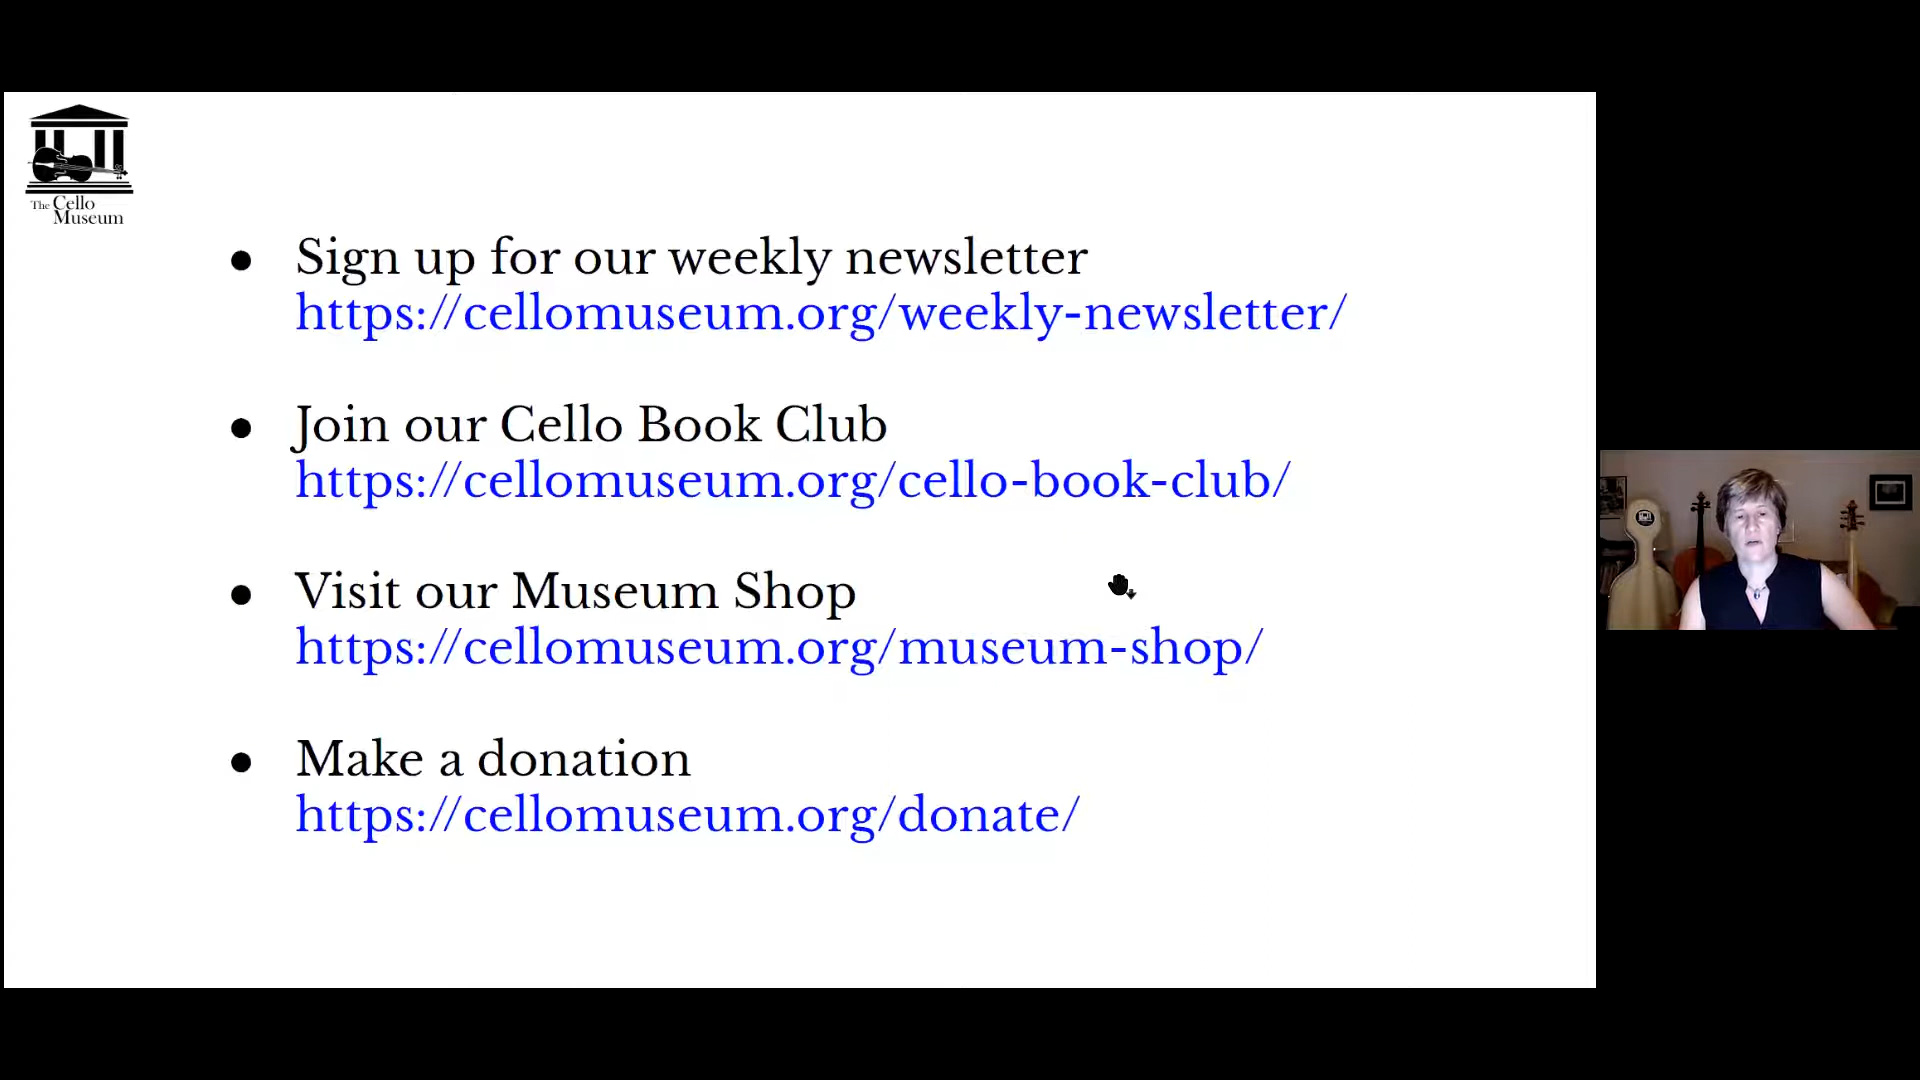 The Cello
Museum
● Sign up for our weekly newsletter
https://cellomuseum.org/weekly-newsletter/
● Join our Cello Book Club
https://cellomuseum.org/cello-book-club/
● Visit our Museum Shop
https://cellomuseum.org/museum-shop/
● Make a donation
https://cellomuseum.org/donate/